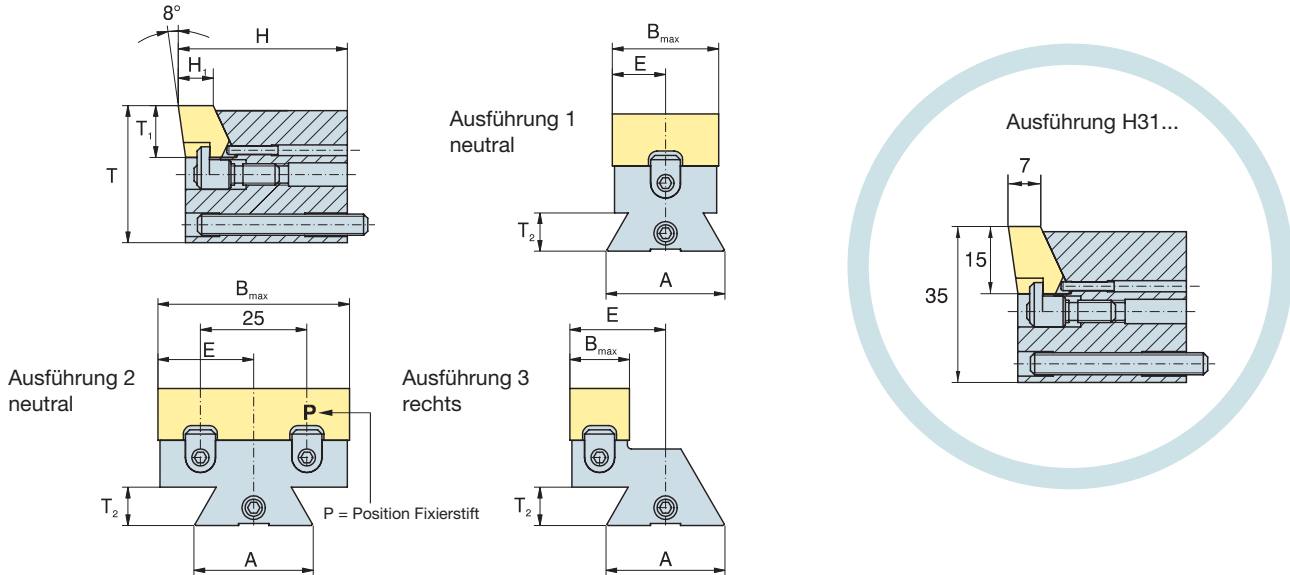 8°
H
H₁
T₁
T
Ausführung 1
neutral
Bmax
E
T₂
A
Ausführung H31...
7
15
35
Ausführung 2
neutral
Bmax
25
E
P
T₂
P = Position Fixierstift
A
Ausführung 3
rechts
E
Bmax
T₂
A